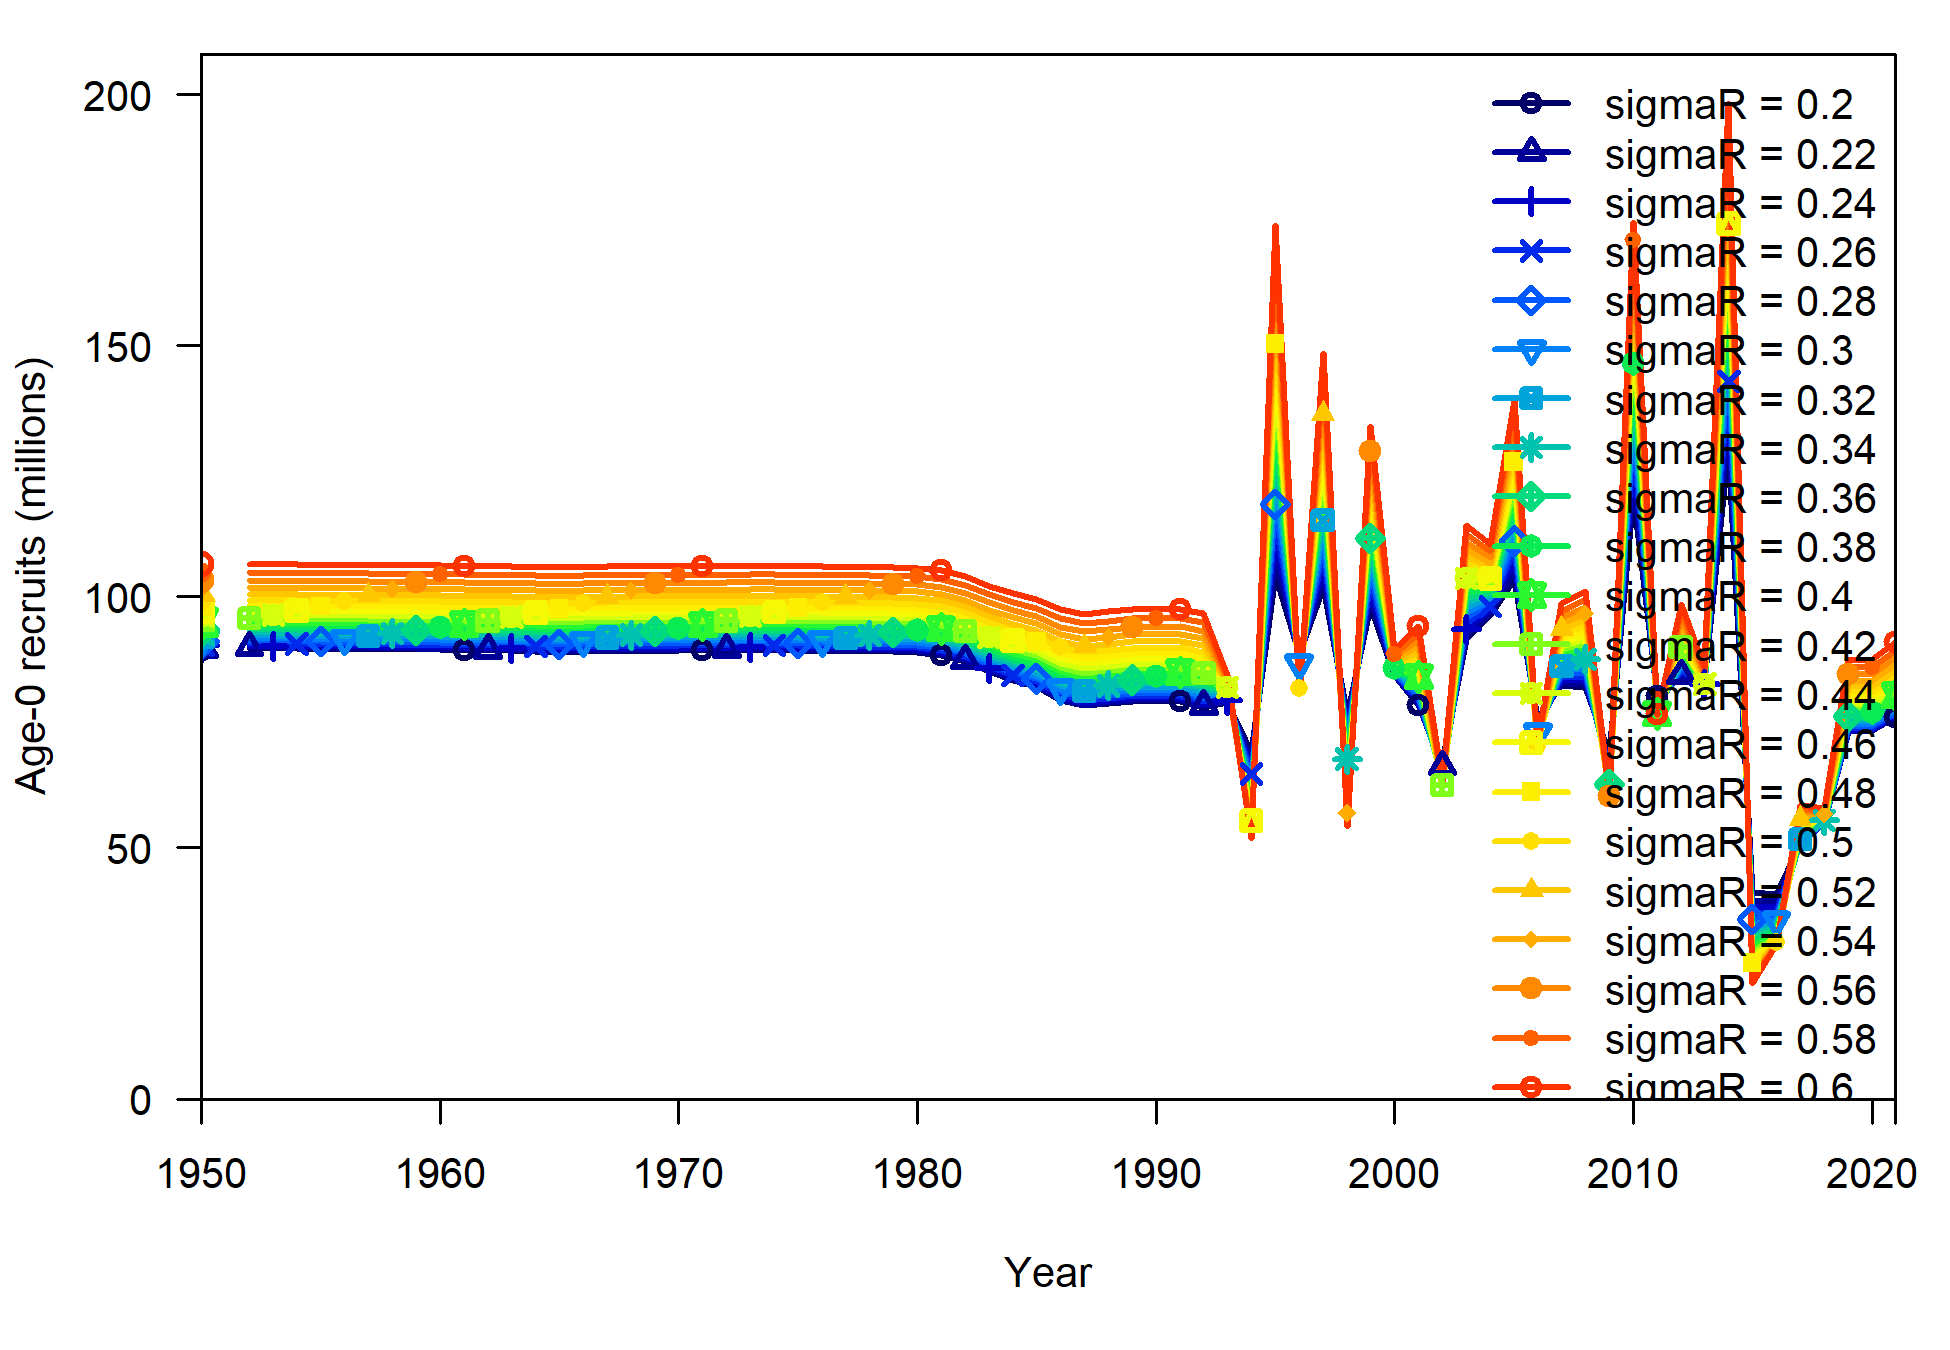 Age-0 recruits (millions)
200
150
100
50
0
sigmaR = 0.2
sigmaR = 0.22
sigmaR = 0.24
sigmaR = 0.26
sigmaR = 0.28
sigmaR = 0.3
sigmaR = 0.32
sigmaR = 0.34
sigmaR = 0.36
sigmaR = 0.38
sigmaR = 0.4
sigmaR = 0.42
sigmaR = 0.44
sigmaR = 0.46
sigmaR = 0.48
sigmaR = 0.5
sigmaR = 0.52
sigmaR = 0.54
sigmaR = 0.56
sigmaR = 0.58
sigmaR = 0.6
1950 1960 1970 1980 1990 2000 2010 2020
Year